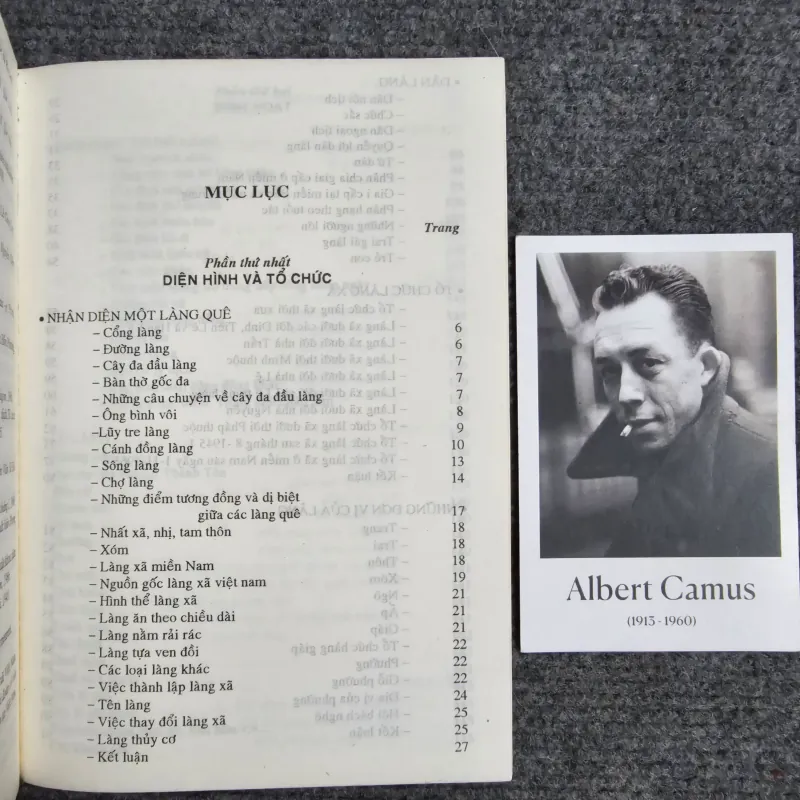 MỤC LỤC
Trang
Phần thứ nhất
DIỆN HÌNH VÀ TỔ CHỨC
• NHẬN DIỆN MỘT LÀNG QUÊ
– Cổng làng 6
– Đường làng 6
– Cây đa đầu làng 7
– Bàn thờ gốc đa 7
– Những câu chuyện về cây đa đầu làng 7
– Ông bình vôi 8
–Lũy tre làng 9
– Cánh đồng làng 10
– Sông làng 13
– Chợ làng 14
– Những điểm tương đồng và dị biệt
giữa các làng quê 17
– Nhất xã, nhị, tam thôn 18
– Xóm 18
– Làng xã miền Nam 18
– Nguồn gốc làng xã việt nam 19
– Hình thể làng xã 21
– Làng ăn theo chiều dài 21
– Làng nằm rải rác 21
– Làng tựa ven đồi 22
– Các loại làng khác 22
– Việc thành lập làng xã 22
– Tên làng 24
– Việc thay đổi làng xã 25
– Làng thủy cơ 25
– Kết luận 27
Albert Camus
(1913 - 1960)